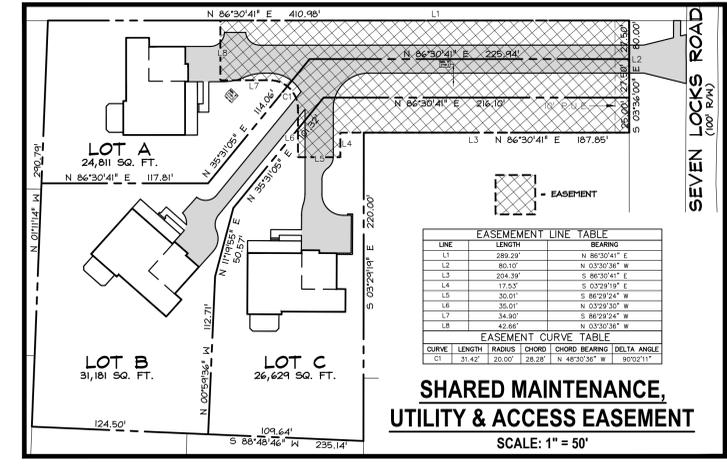 N 86°30'41" E 410.98'
L1
L8
27.50'
80.00'
N 86°30'41" E 225.94'
L2
27.50'
S 03°36'00" E
L7
C1
114.06'
N 86°30'41" E 216.10'
10' P.U.E.
25.00'
SEVEN LOCKS ROAD
(100' R/W)
L6
L4
L5
L3
N 86°30'41" E 187.85'
LOT A
24,811 SQ. FT.
N 86°30'41" E 117.81'
N 35°31'05" E
N 35°31'05" E
290.79'
N 01°11'14" W
- EASEMENT
N 11°19'55" E
50.57'
220.00'
S 03°29'19" E
EASEMEMENT LINE TABLE
LINE LENGTH BEARING
L1 289.29' N 86°30'41" E
L2 80.10' N 03°30'36" W
L3 204.39' S 86°30'41" E
L4 17.53' S 03°29'19" E
L5 30.01' S 86°29'24" W
L6 35.01' N 03°29'30" W
L7 34.90' S 86°29'24" W
L8 42.66' N 03°30'36" W
EASEMENT CURVE TABLE
CURVE LENGTH RADIUS CHORD CHORD BEARING DELTA ANGLE
C1 31.42' 20.00' 28.28' N 48°30'36" W 90°02'11"
112.71'
N 00°59'36" W
LOT B
31,181 SQ. FT.
LOT C
26,629 SQ. FT.
124.50'
109.64'
S 88°48'46" W 235.14'
SHARED MAINTENANCE,
UTILITY & ACCESS EASEMENT
SCALE: 1" = 50'